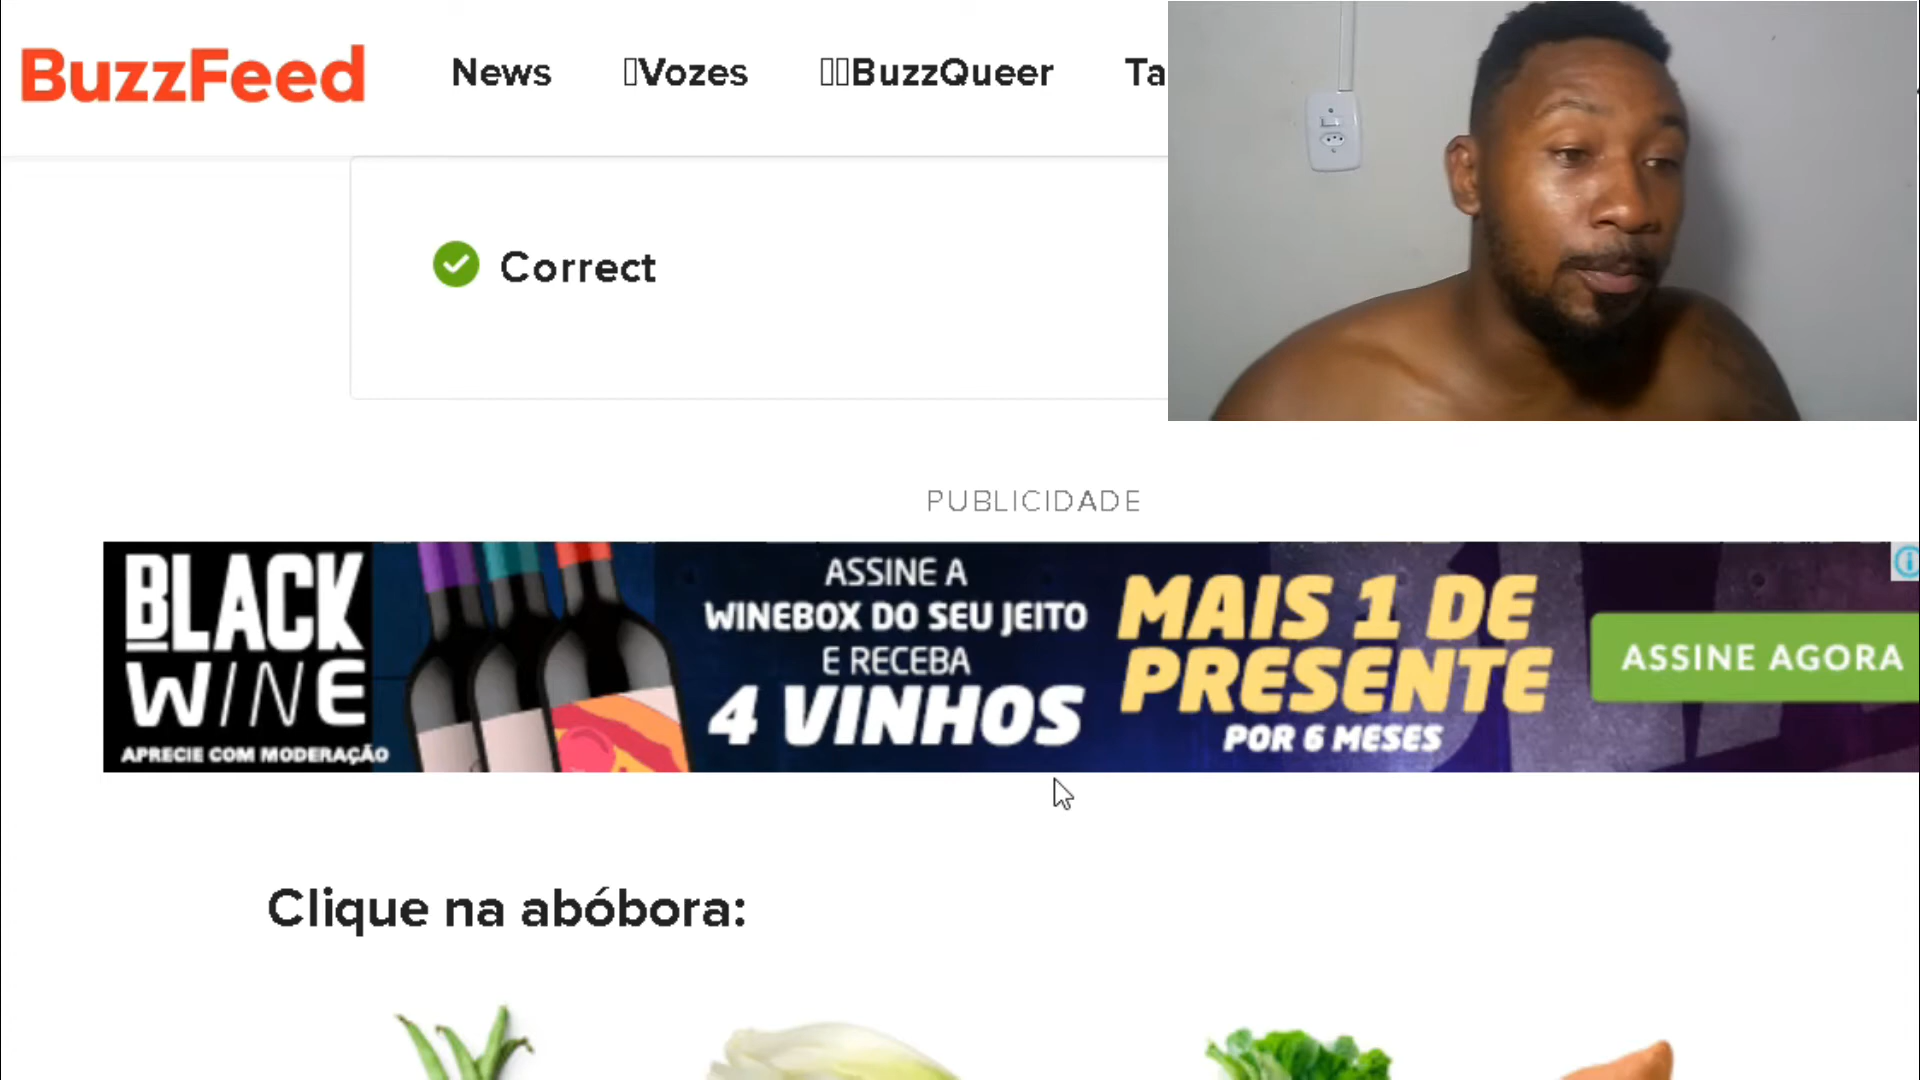 BuzzFeed
News
Vozes
BuzzQueer
Ta
Correct
PUBLICIDADE
BLACK
WINE
APRECIE COM MODERAÇÃO
ASSINE A
WINEBOX DO SEU JEITO
E RECEBA
4 VINHOS
MAIS 1 DE
PRESENTE
POR 6 MESES
ASSINE AGORA
Clique na abóbora: